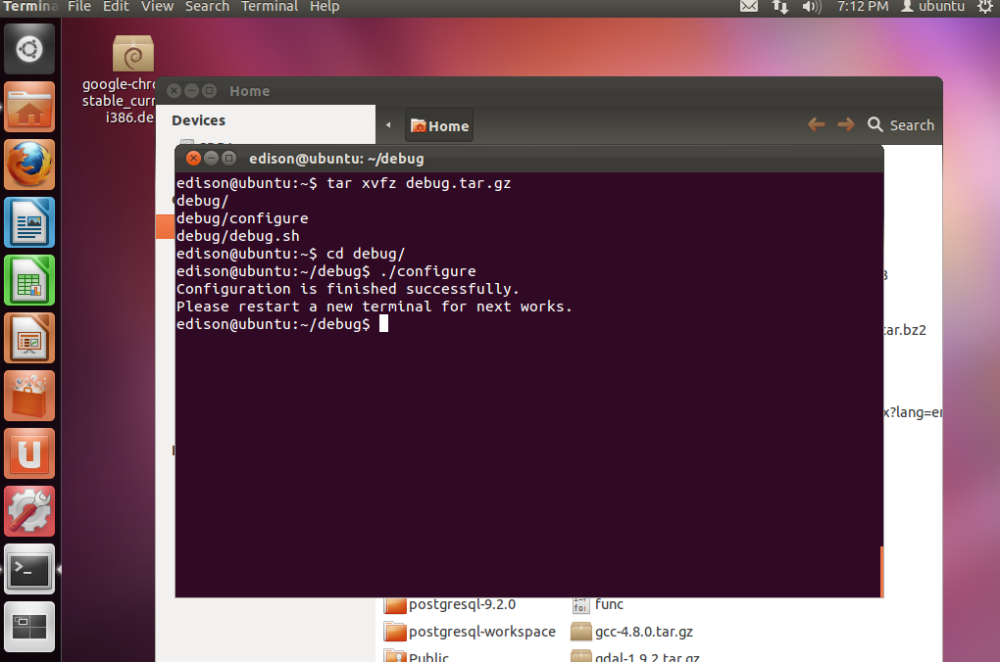 Termina File Edit View Search Terminal Help 7:12 PM ubuntu
google-chro
stable_curr
i386.de
Home
Devices
Home
Search
edison@ubuntu: ~/debug
edison@ubuntu:~$ tar xvfz debug.tar.gz
debug/
debug/configure
debug/debug.sh
edison@ubuntu:~$ cd debug/
edison@ubuntu:~/debug$ ./configure
Configuration is finished successfully.
Please restart a new terminal for next works.
edison@ubuntu:~/debug$
tar.bz2
x?lang=en
postgresql-9.2.0
func
postgresql-workspace
gcc-4.8.0.tar.gz
Public
gdal-1.9.2.tar.gz